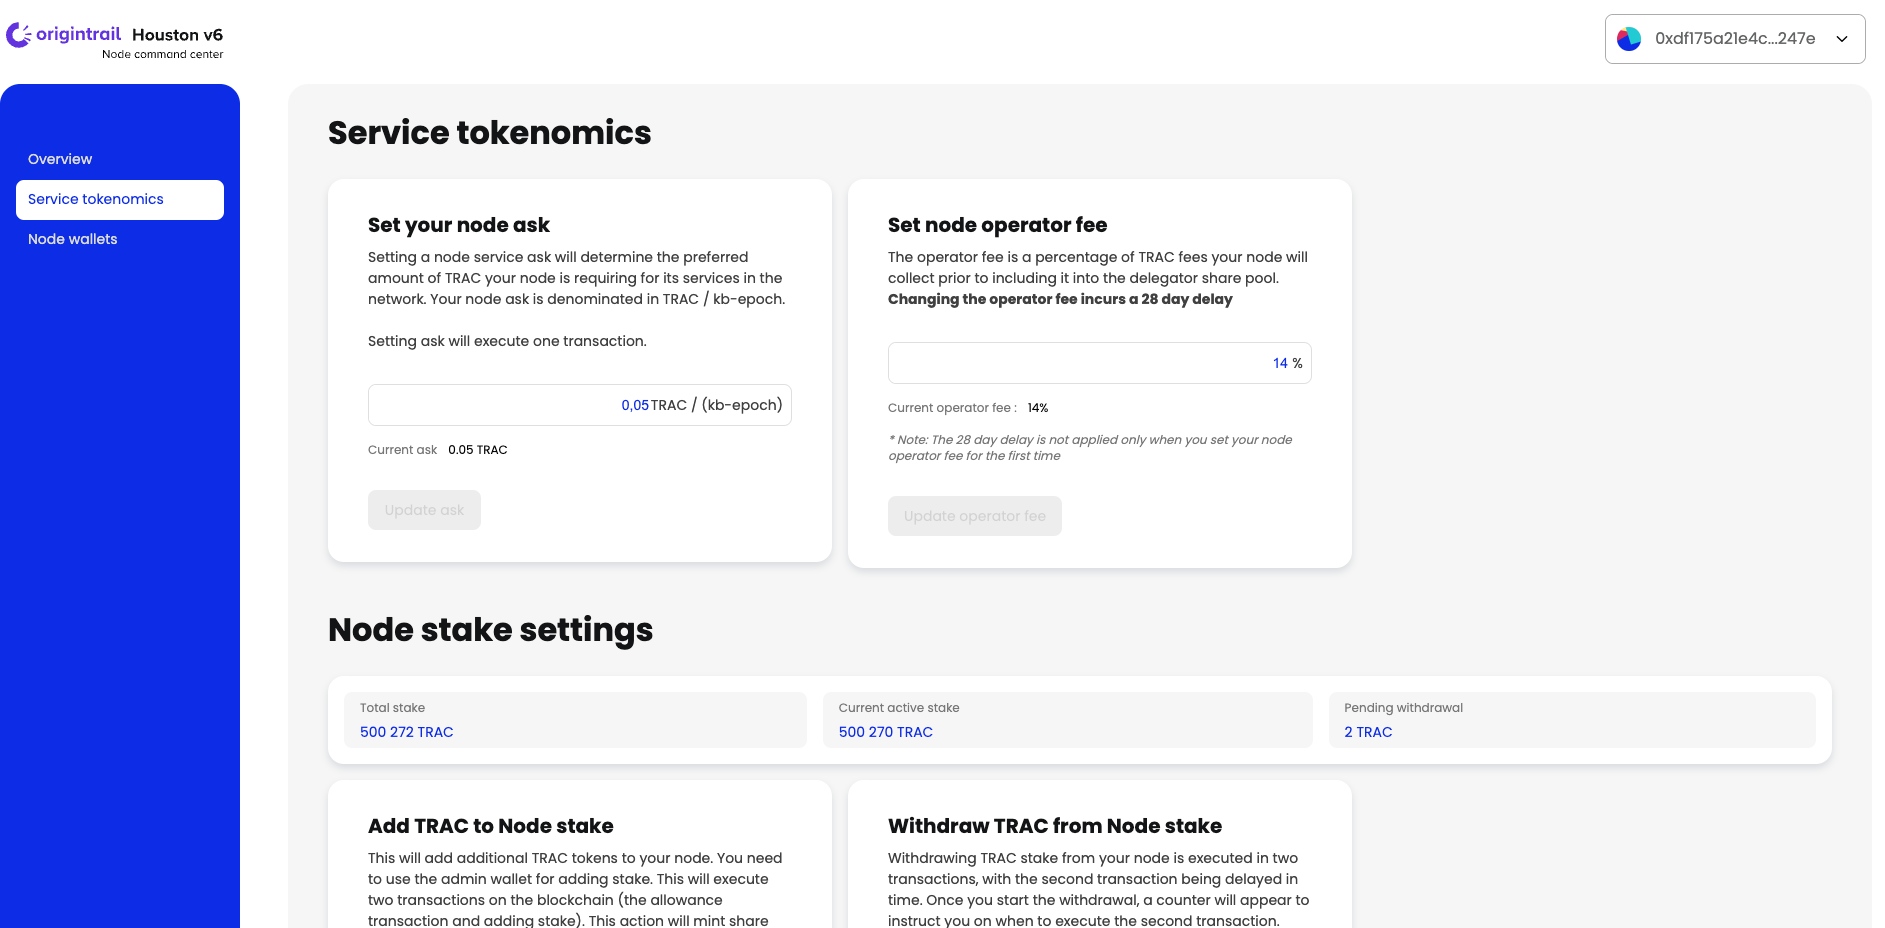 origintrail Houston v6
Node command center
0xdf175a21e4c...247e
Overview
Service tokenomics
Node wallets
Service tokenomics
Set your node ask
Setting a node service ask will determine the preferred
amount of TRAC your node is requiring for its services in the
network. Your node ask is denominated in TRAC / kb-epoch.
Setting ask will execute one transaction.
0,05 TRAC / (kb-epoch)
Current ask 0.05 TRAC
Update ask
Set node operator fee
The operator fee is a percentage of TRAC fees your node will
collect prior to including it into the delegator share pool.
Changing the operator fee incurs a 28 day delay
14 %
Current operator fee : 14%
* Note: The 28 day delay is not applied only when you set your node
operator fee for the first time
Update operator fee
Node stake settings
Total stake
500 272 TRAC
Current active stake
500 270 TRAC
Pending withdrawal
2 TRAC
Add TRAC to Node stake
This will add additional TRAC tokens to your node. You need
to use the admin wallet for adding stake. This will execute
two transactions on the blockchain (the allowance
transaction and adding stake). This action will mint share
Withdraw TRAC from Node stake
Withdrawing TRAC stake from your node is executed in two
transactions, with the second transaction being delayed in
time. Once you start the withdrawal, a counter will appear to
instruct you on when to execute the second transaction.